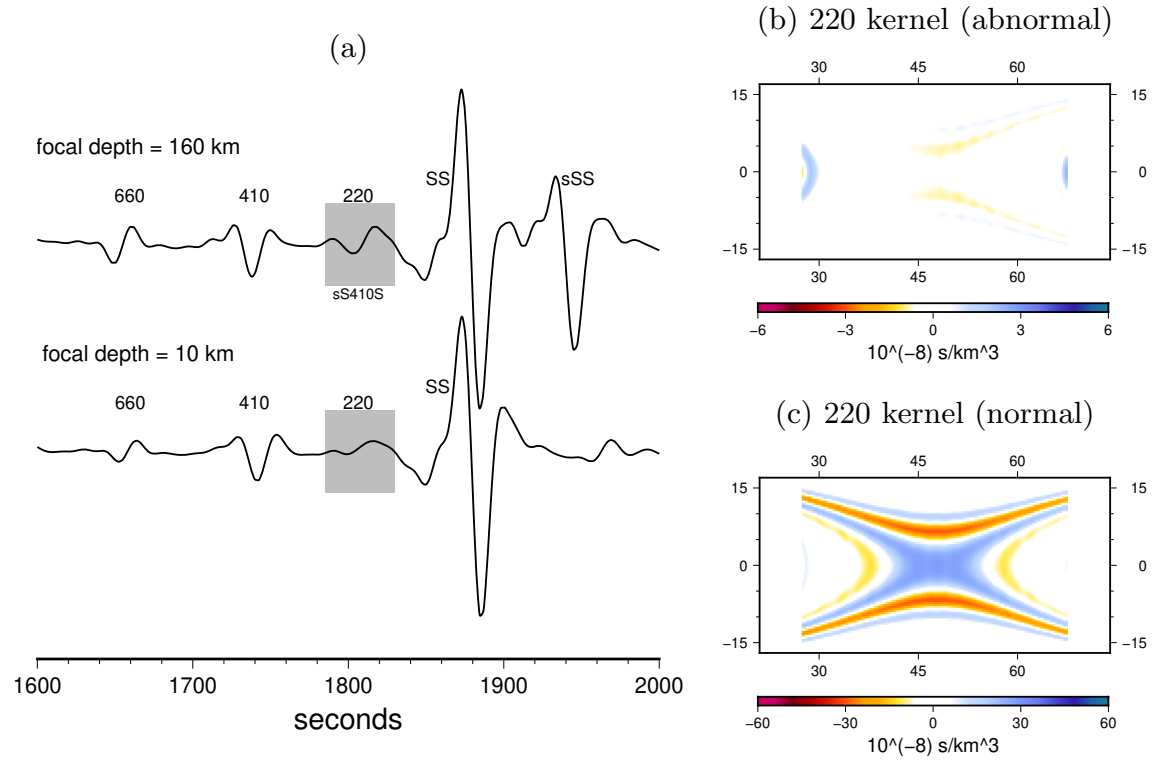 (a)
focal depth = 160 km
660
410
220
SS
sSS
sS410S
focal depth = 10 km
660
410
220
SS
1600 1700 1800 1900 2000
seconds
(b) 220 kernel (abnormal)
30 45 60
15 15
0 0
−15 −15
30 45 60
−6 −3 0 3 6
10^(−8) s/km^3
(c) 220 kernel (normal)
30 45 60
15 15
0 0
−15 −15
30 45 60
−60 −30 0 30 60
10^(−8) s/km^3